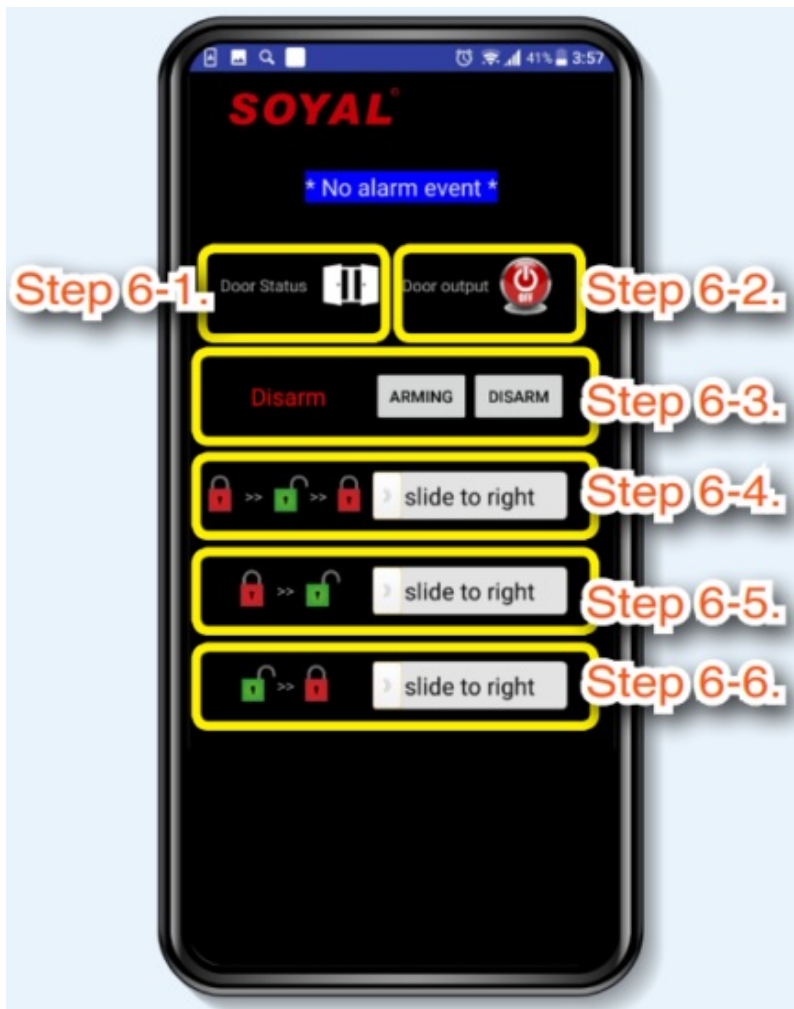 41% 3:57
SOYAL®
* No alarm event *
Step 6-1. Door Status Door output OFF Step 6-2.
Disarm ARMING DISARM Step 6-3.
>> >> slide to right Step 6-4.
>> slide to right Step 6-5.
>> slide to right Step 6-6.